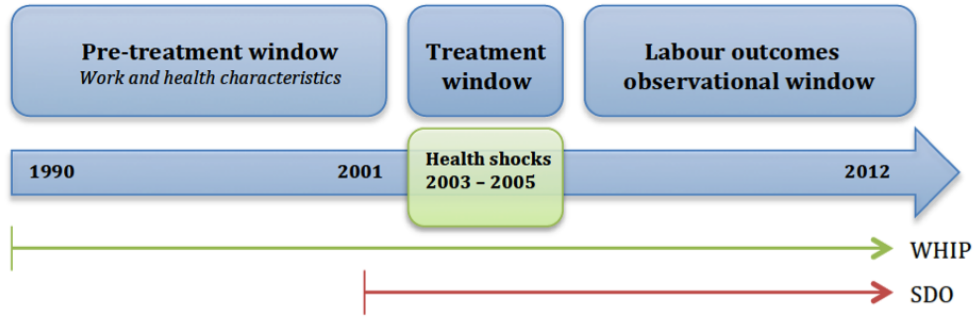 Pre-treatment window
Work and health characteristics
Treatment
window
Labour outcomes
observational window
1990
2001
Health shocks
2003 – 2005
2012
WHIP
SDO